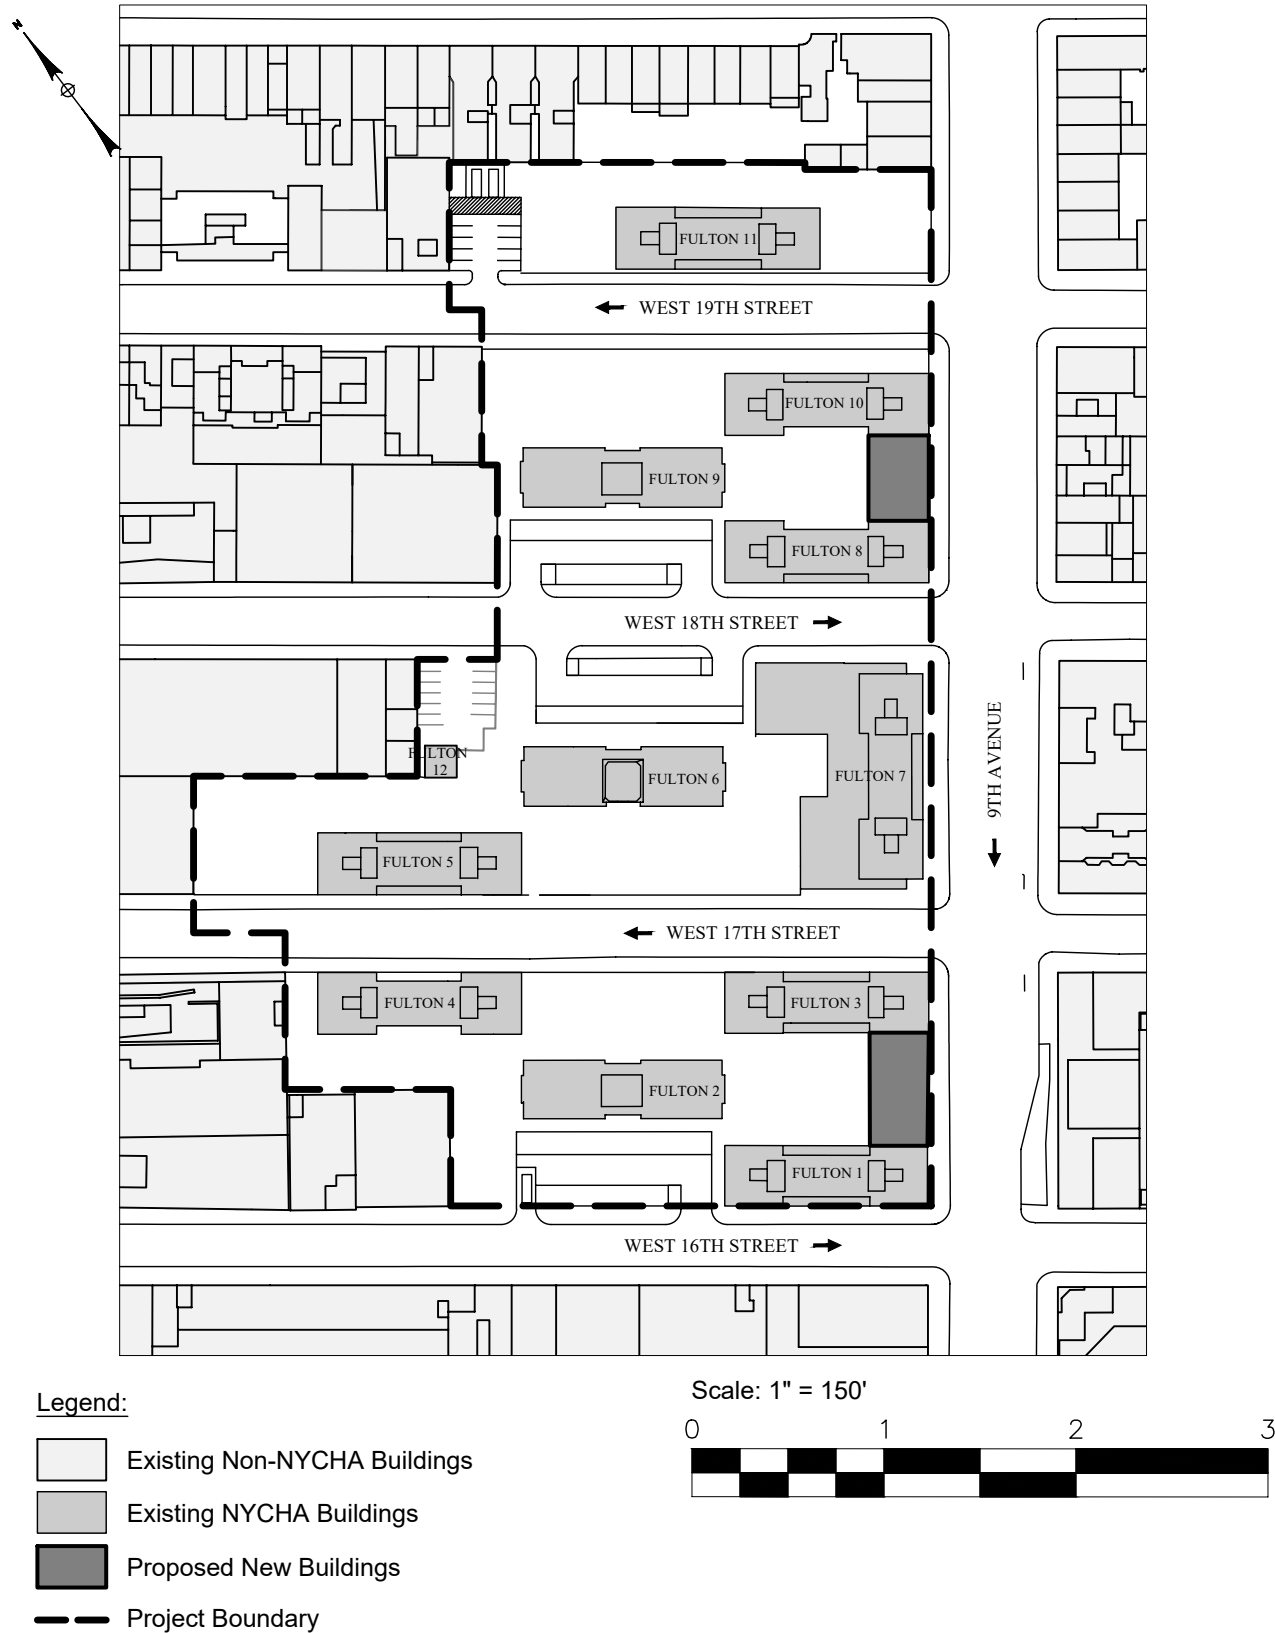 N
FULTON 11
WEST 19TH STREET
FULTON 10
FULTON 9
FULTON 8
WEST 18TH STREET
9TH AVENUE
FULTON
12
FULTON 6
FULTON 7
FULTON 5
WEST 17TH STREET
FULTON 4
FULTON 3
FULTON 2
FULTON 1
WEST 16TH STREET
Legend:
Existing Non-NYCHA Buildings
Existing NYCHA Buildings
Proposed New Buildings
Project Boundary
Scale: 1" = 150'
0 1 2 3